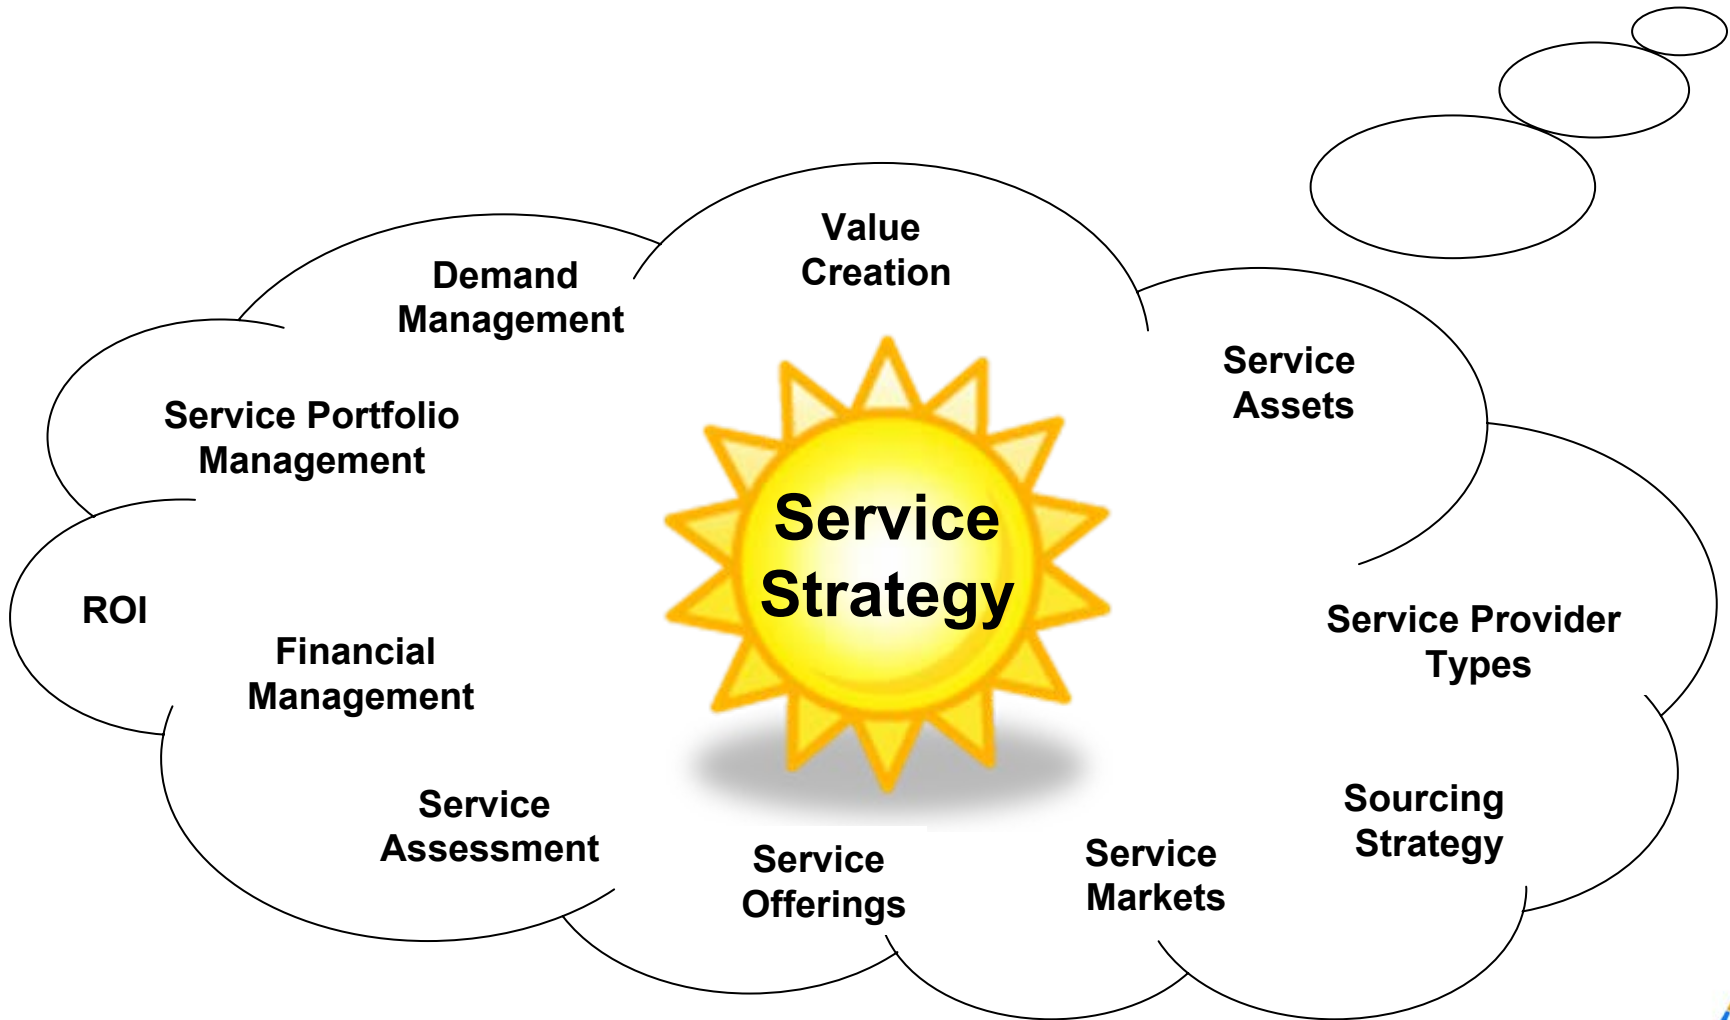 Value
Creation
Demand
Management
Service
Assets
Service Portfolio
Management
Service
Strategy
ROI
Service Provider
Types
Financial
Management
Sourcing
Strategy
Service
Assessment
Service
Offerings
Service
Markets